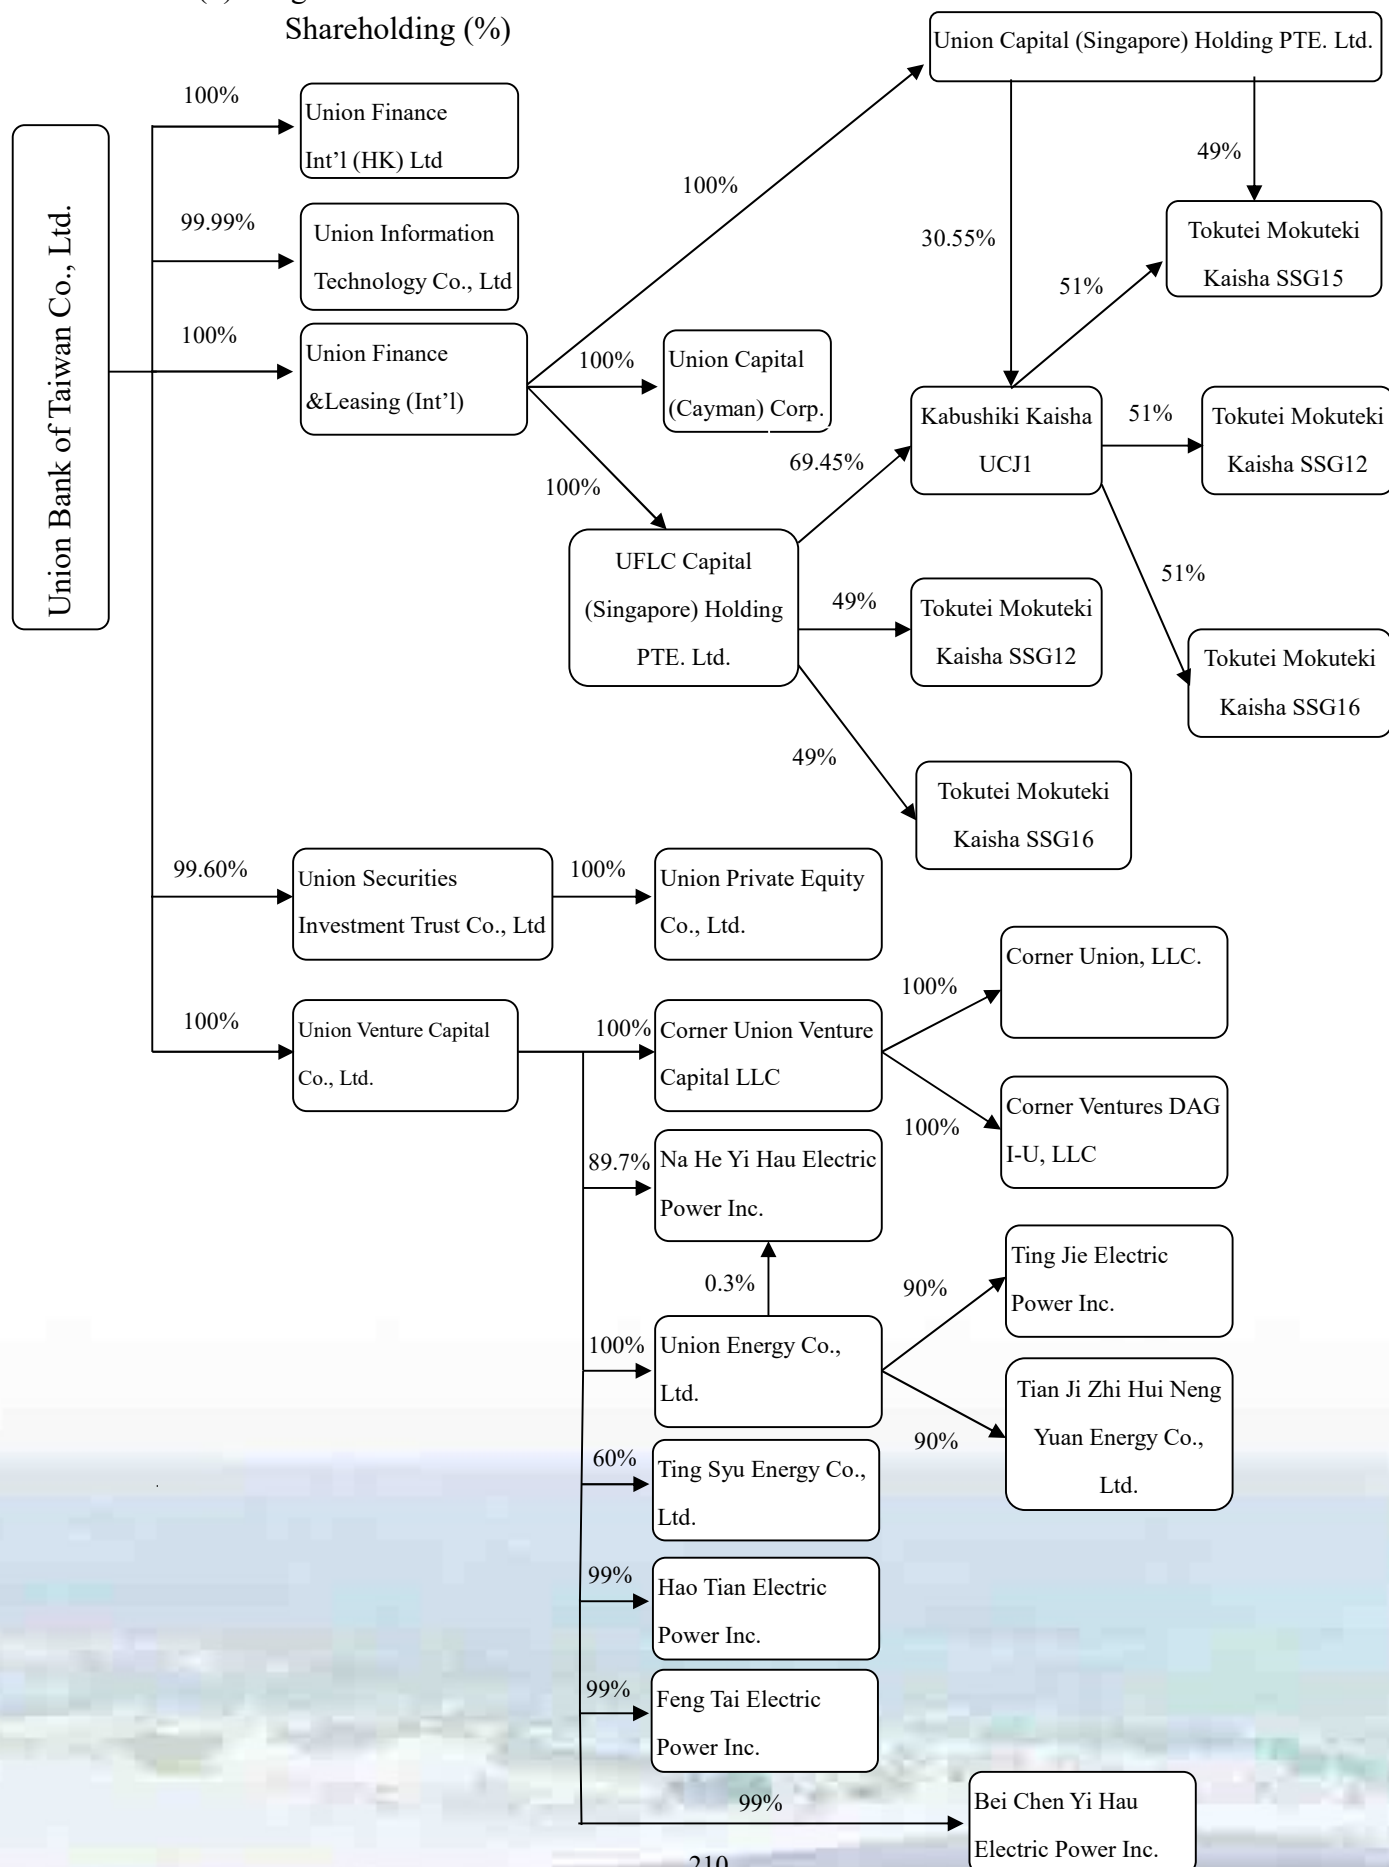 Shareholding (%)
Union Bank of Taiwan Co., Ltd.
100%
Union Finance
Int’l (HK) Ltd
99.99%
Union Information
Technology Co., Ltd
100%
Union Finance
&Leasing (Int’l)
100%
Union Capital (Singapore) Holding PTE. Ltd.
49%
30.55%
Tokutei Mokuteki
Kaisha SSG15
51%
100%
Union Capital
(Cayman) Corp.
Kabushiki Kaisha
UCJ1
51%
Tokutei Mokuteki
Kaisha SSG12
69.45%
100%
UFLC Capital
(Singapore) Holding
PTE. Ltd.
49%
Tokutei Mokuteki
Kaisha SSG12
51%
Tokutei Mokuteki
Kaisha SSG16
49%
Tokutei Mokuteki
Kaisha SSG16
99.60%
Union Securities
Investment Trust Co., Ltd
100%
Union Private Equity
Co., Ltd.
100%
Union Venture Capital
Co., Ltd.
100%
Corner Union Venture
Capital LLC
100%
Corner Union, LLC.
100%
Corner Ventures DAG
I-U, LLC
89.7%
Na He Yi Hau Electric
Power Inc.
0.3%
100%
Union Energy Co.,
Ltd.
90%
Ting Jie Electric
Power Inc.
90%
Tian Ji Zhi Hui Neng
Yuan Energy Co.,
Ltd.
60%
Ting Syu Energy Co.,
Ltd.
99%
Hao Tian Electric
Power Inc.
99%
Feng Tai Electric
Power Inc.
99%
Bei Chen Yi Hau
Electric Power Inc.
210